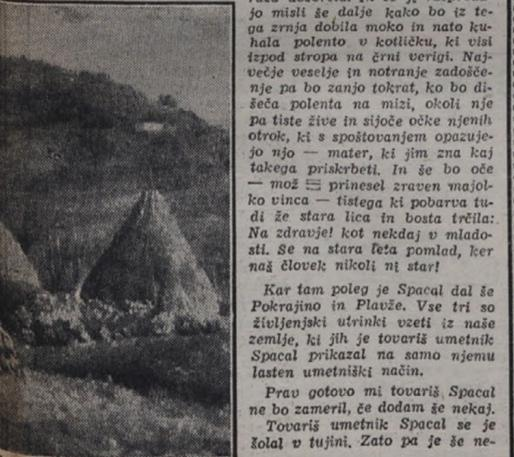 jo misli še dalje kako bo iz te-
ga zrnja dobila moko in nato ku-
hala polento v kotličku, ki visi
izpod stropa na črni verigi. Naj-
večje veselje in notranje zadošče-
nje pa bo zanjo tokrat, ko bo di-
šeča polenta na mizi, okoli nje
pa tiste žive in sijoče očke njenih
otrok, ki s spoštovanjem opazuje-
jo njo — mater, ki jim zna kaj
takega priskrbeti. In še bo oče
— mož — prinesel zraven majol-
ko vinca — tistega ki pobarva tu-
di že stara lica in bosta trčila:
Na zdravje! kot nekdaj v mlado-
sti. Še na stara leta pomlad, ker
naš človek nikoli ni star!
Kar tam poleg je Spacal dal še
Pokrajino in Plavže. Vse tri so
življenjski utrinki vzeti iz naše
zemlje, ki jih je tovariš umetnik
Spacal prikazal na samo njemu
lasten umetniški način.
Prav gotovo mi tovariš Spacal
ne bo zameril, če dodam še nekaj.
Tovariš umetnik Spacal se je
šolal v tujini. Zato pa je še ne-